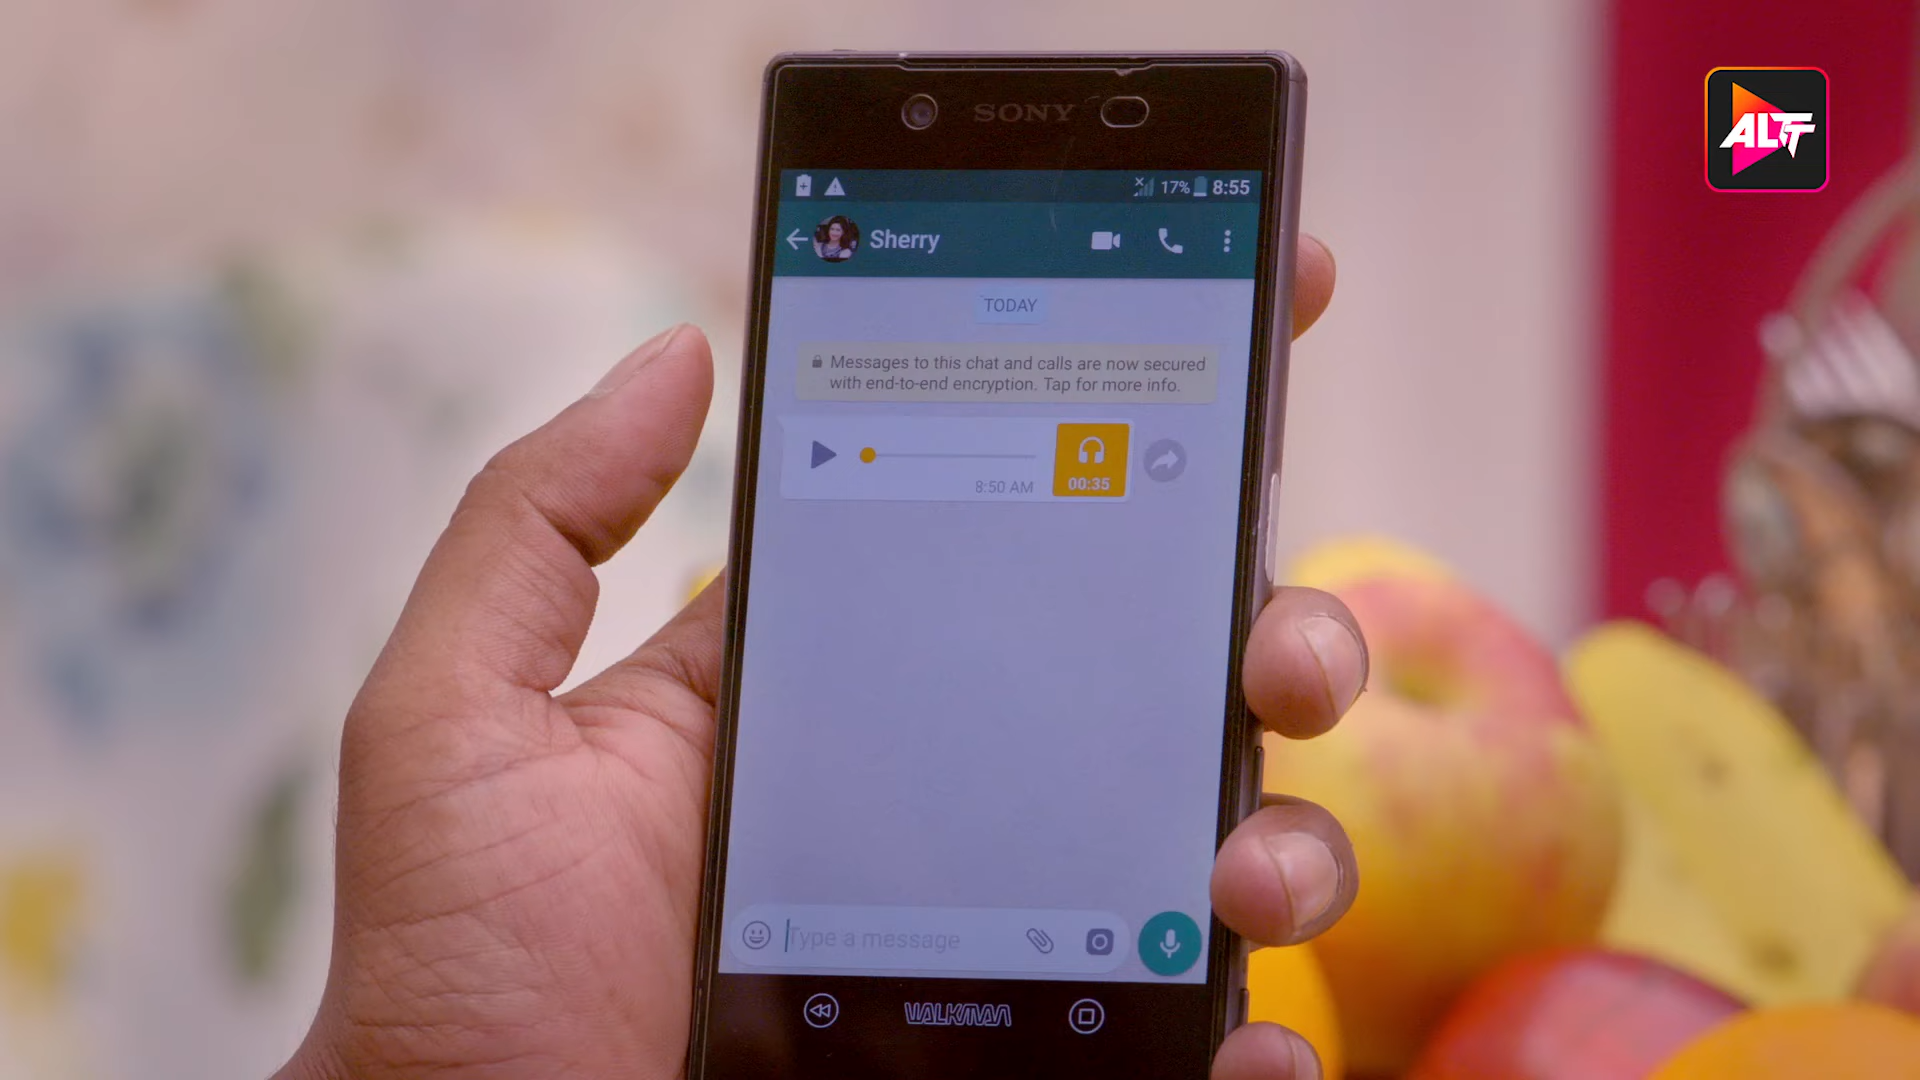 SONY
ALTT
17% 8:55
Sherry
TODAY
Messages to this chat and calls are now secured
with end-to-end encryption. Tap for more info.
8:50 AM
00:35
Type a message
WALKMAN